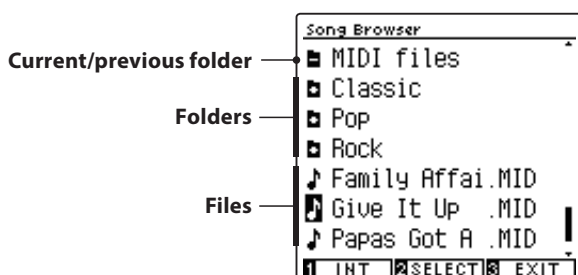 Song Browser
Current/previous folder
MIDI files
Classic
Folders
Pop
Rock
Family Affai.MID
Files
Give It Up .MID
Papas Got A .MID
1 INT 2 SELECT 3 EXIT